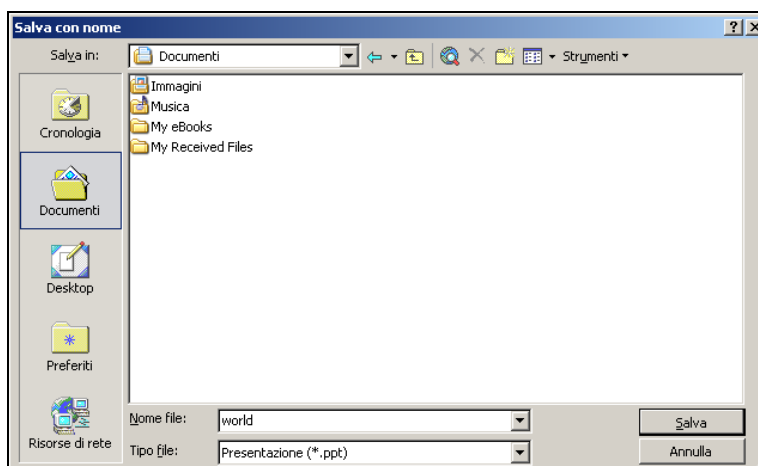 Salva con nome
Salva in: Documenti Strumenti
Immagini
Musica
My eBooks
My Received Files
Cronologia
Documenti
Desktop
Preferiti
Risorse di rete
Nome file: world Salva
Tipo file: Presentazione (*.ppt) Annulla